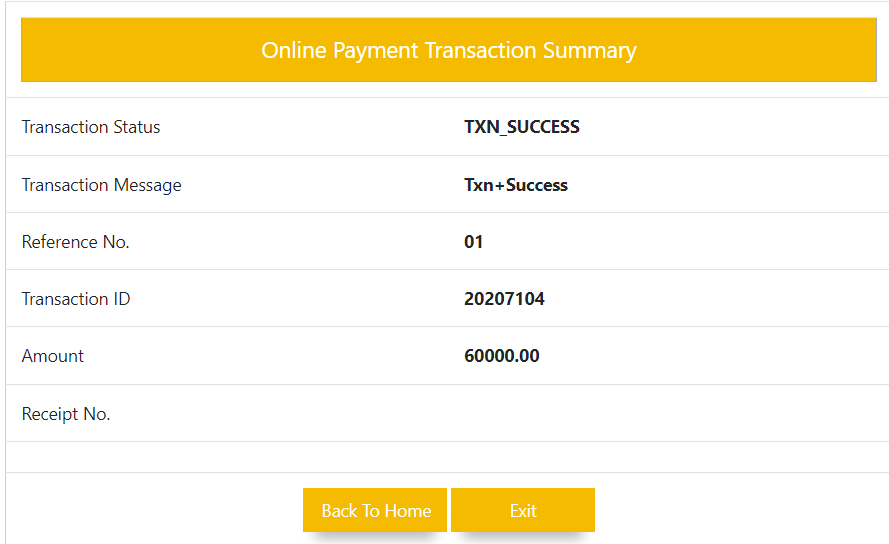 Online Payment Transaction Summary
Transaction Status TXN_SUCCESS
Transaction Message Txn+Success
Reference No. 01
Transaction ID 20207104
Amount 60000.00
Receipt No.
Back To Home Exit